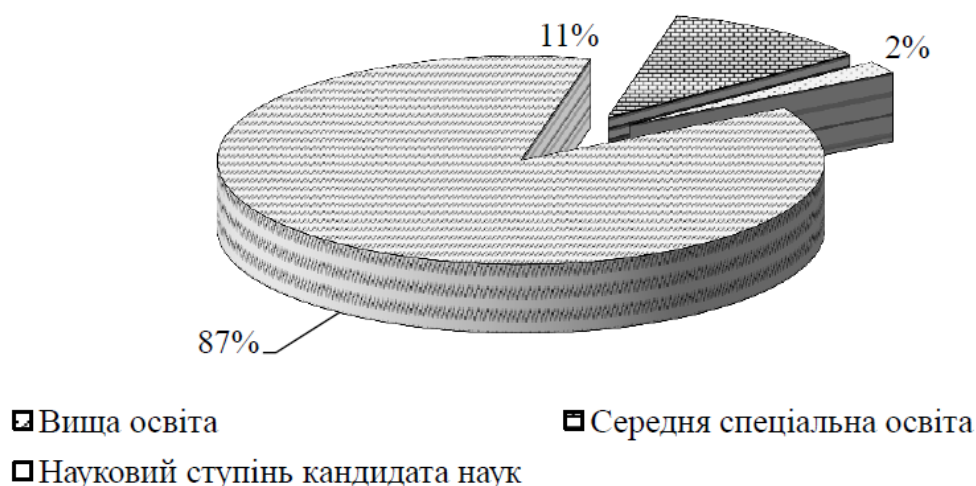 11%
2%
87%
Вища освіта
Середня спеціальна освіта
Науковий ступінь кандидата наук